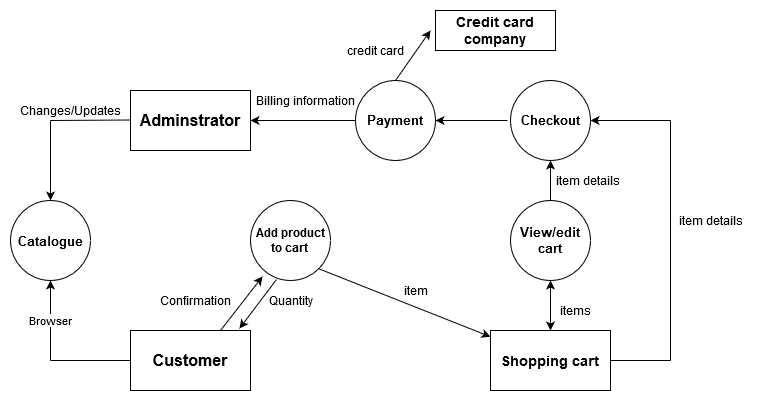 Credit card
company
credit card
Changes/Updates
Adminstrator
Billing information
Payment
Checkout
item details
Catalogue
Add product
to cart
View/edit
cart
item details
Confirmation
Quantity
item
items
Browser
Customer
Shopping cart